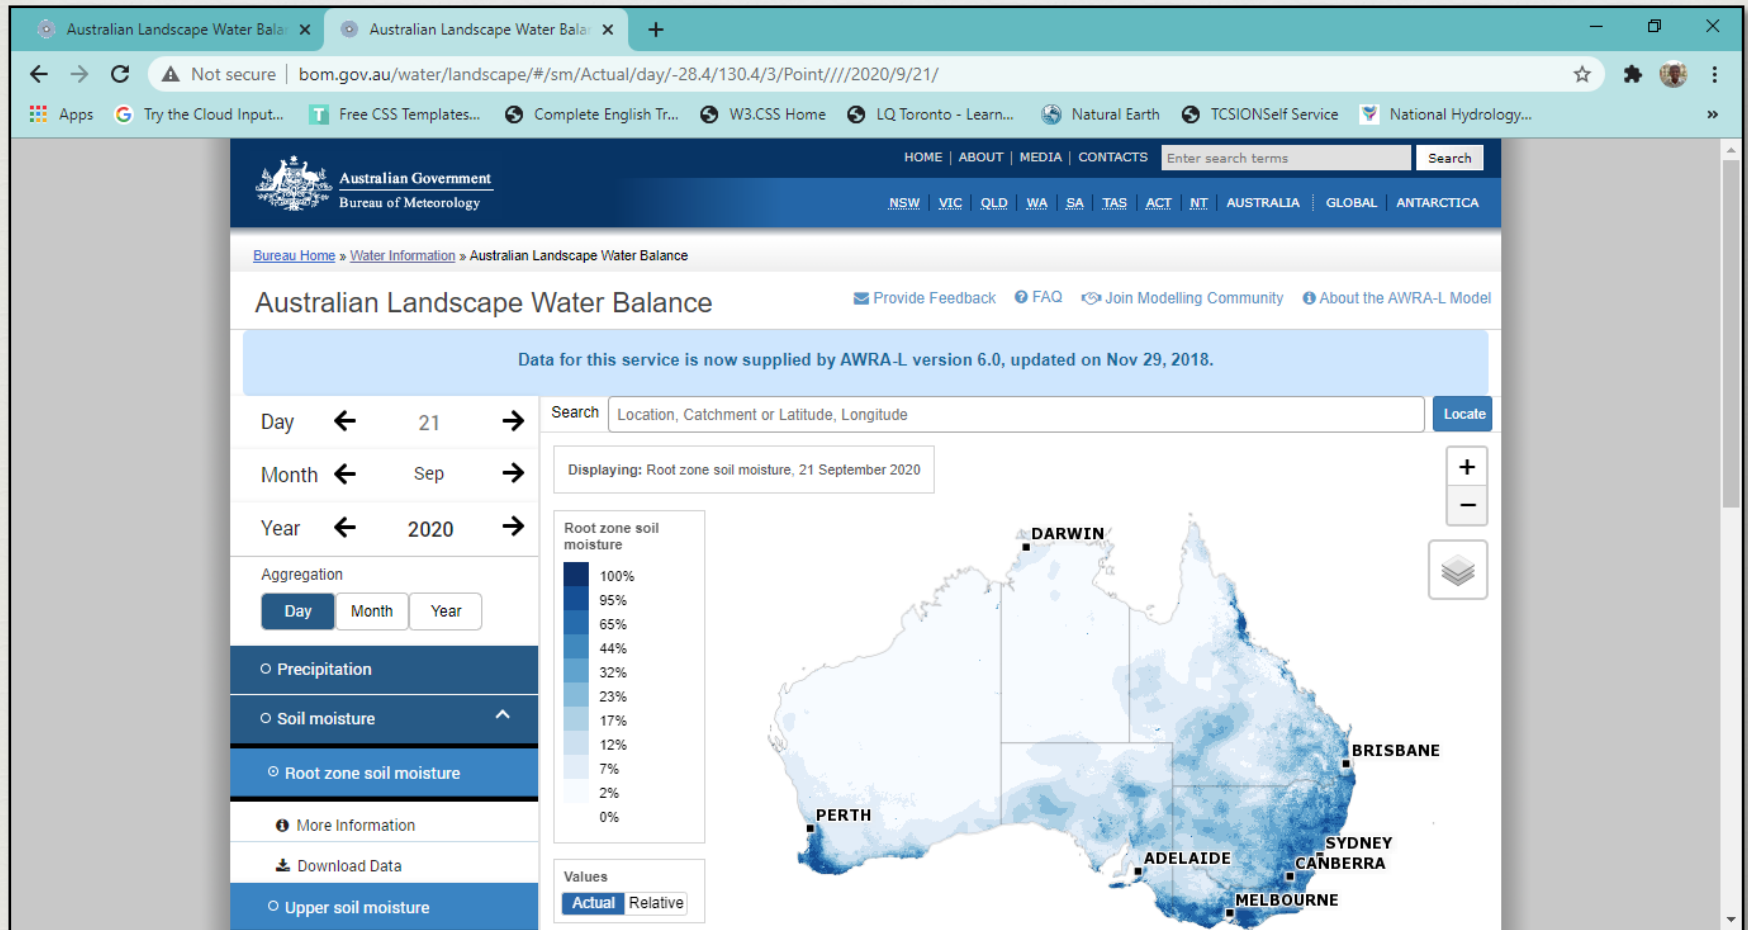 Australian Landscape Water Balan
Australian Landscape Water Balan
Not secure | bom.gov.au/water/landscape/#/sm/Actual/day/-28.4/130.4/3/Point////2020/9/21/
Apps
Try the Cloud Input...
Free CSS Templates...
Complete English Tr...
W3.CSS Home
LQ Toronto - Learn...
Natural Earth
TCSIONSelf Service
National Hydrology...
»
HOME | ABOUT | MEDIA | CONTACTS
Enter search terms
Search
Australian Government
Bureau of Meteorology
NSW | VIC | QLD | WA | SA | TAS | ACT | NT | AUSTRALIA | GLOBAL | ANTARCTICA
Bureau Home » Water Information » Australian Landscape Water Balance
Australian Landscape Water Balance
Provide Feedback
FAQ
Join Modelling Community
About the AWRA-L Model
Data for this service is now supplied by AWRA-L version 6.0, updated on Nov 29, 2018.
Day 21
Month Sep
Year 2020
Aggregation
Day Month Year
Precipitation
Soil moisture
Root zone soil moisture
More Information
Download Data
Upper soil moisture
Search Location, Catchment or Latitude, Longitude Locate
Displaying: Root zone soil moisture, 21 September 2020
+
−
Root zone soil
moisture
100%
95%
65%
44%
32%
23%
17%
12%
7%
2%
0%
Values
Actual Relative
DARWIN
BRISBANE
PERTH
SYDNEY
ADELAIDE
CANBERRA
MELBOURNE